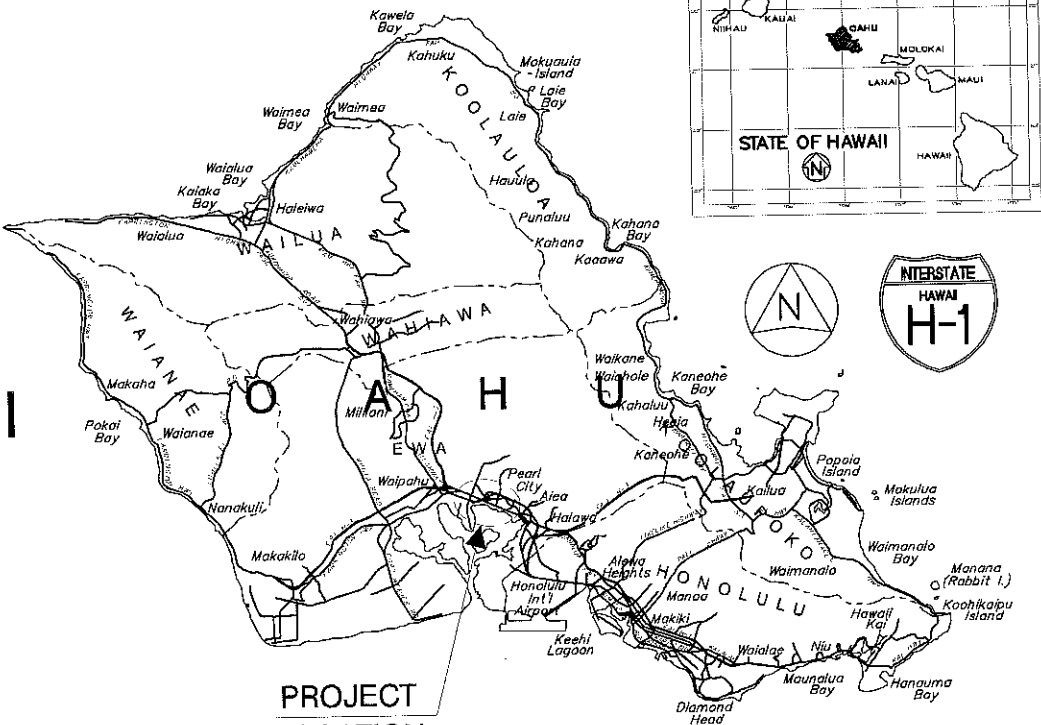 KAUAI
NIIHAU
OAHU
MOLOKAI
LANAI
MAUI
HAWAII
STATE OF HAWAII
N
Kawela
Bay
Kahuku
Mokuauia
Island
Laie
Bay
Laie
KOOLAULOA
Waimea
Waimea
Bay
Hauula
Punaluu
Kahana
Kahana
Bay
Kaaawa
Waialua
Bay
Kaiaka
Bay
Haleiwa
Waialua
WAILUA
Wahiawa
WAHIAWA
N
INTERSTATE
HAWAII
H-1
WAIANAE
Makaha
Pokai
Bay
Waianae
I
OAHU
Mililani
EWA
Waikane
Waiahole
Kahaluu
Kaneohe
Bay
Heeia
Kaneohe
KOOLAUPOKO
Kailua
Popoia
Island
Mokulua
Islands
Waipahu
Pearl
City
Aiea
Halawa
Nanakuli
Makakilo
Honolulu
Int'l
Airport
Keehi
Lagoon
Alewa
Heights
HONOLULU
Manoa
Makiki
Waimanalo
Waimanalo
Bay
Manana
(Rabbit I.)
Koohikaipu
Island
Hawaii
Kai
Waialae
Niu
Maunalua
Bay
Hanauma
Bay
Diamond
Head
PROJECT